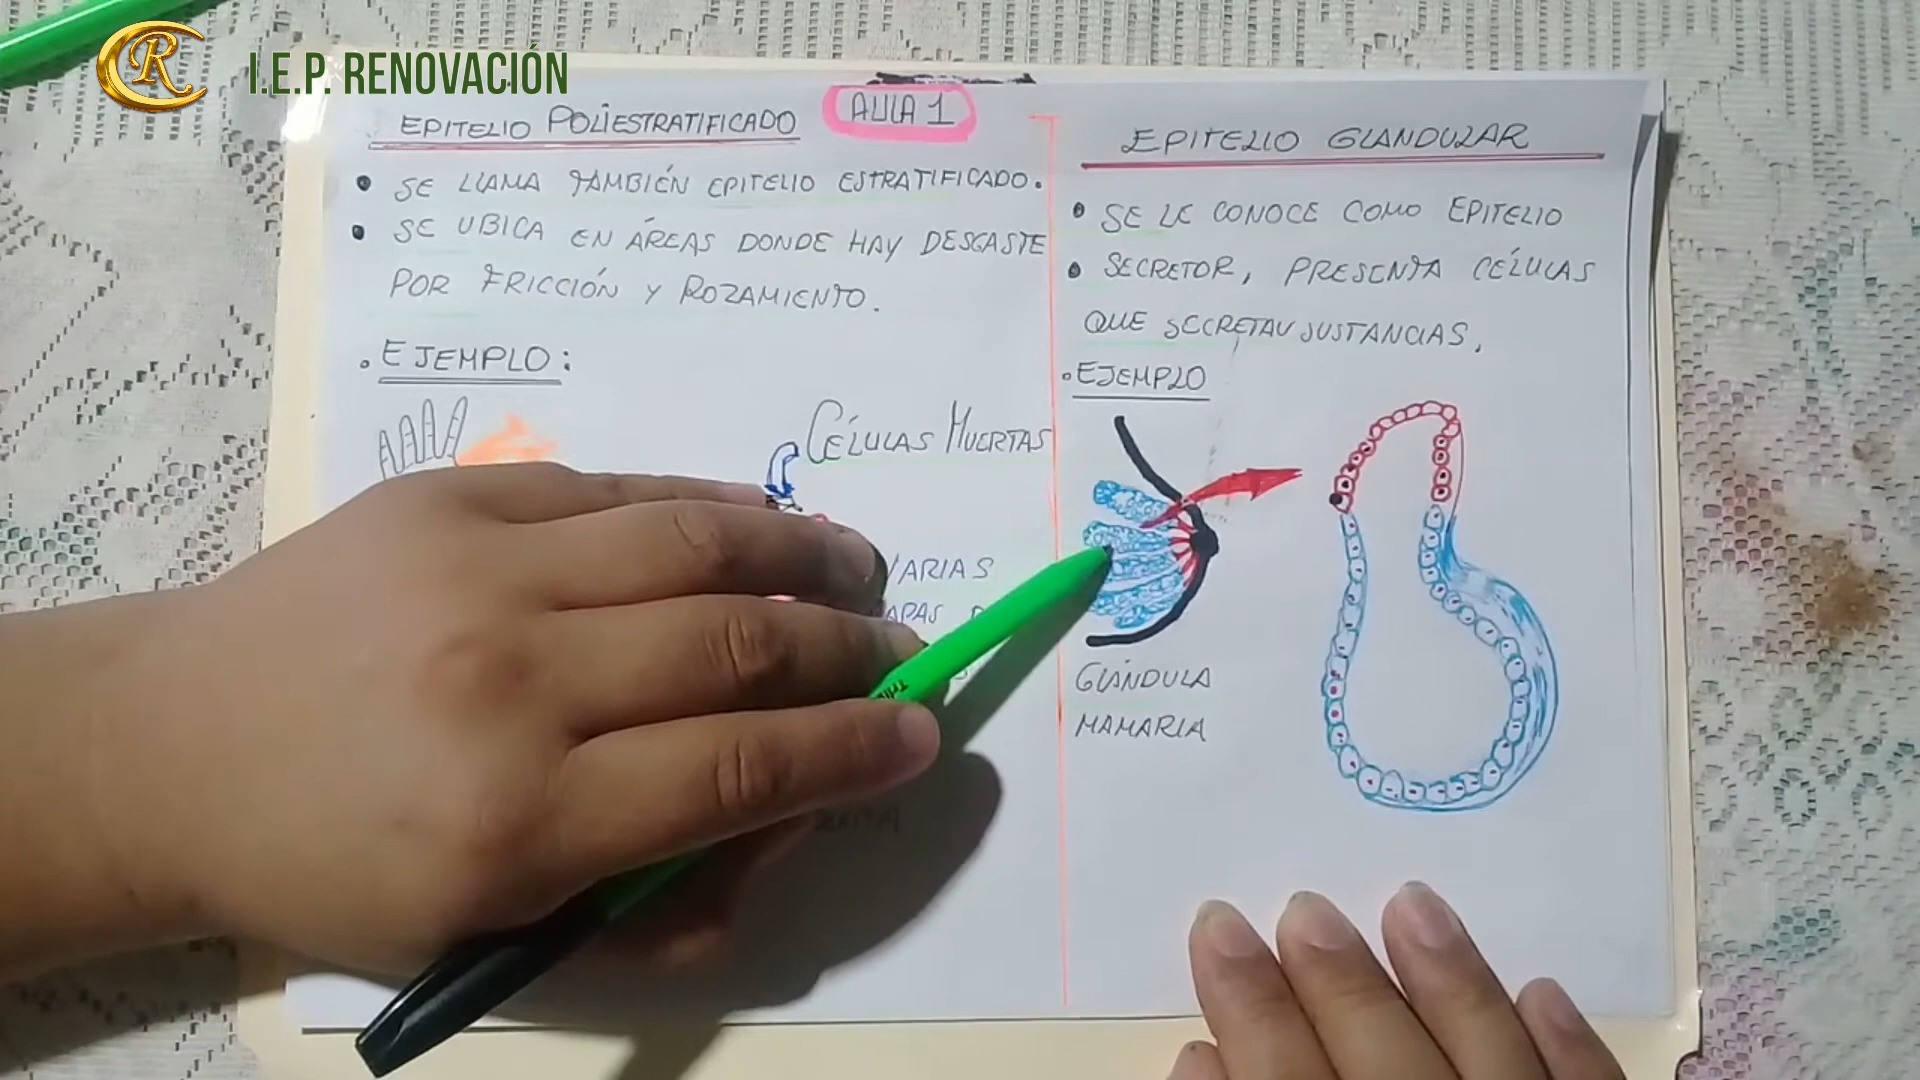 I.E.P. RENOVACIÓN
EPITELIO POLIESTRATIFICADO
AULA 1
SE LLAMA TAMBIÉN EPITELIO ESTRATIFICADO.
SE UBICA EN ÁREAS DONDE HAY DESGASTE
POR FRICCIÓN Y ROZAMIENTO.
EJEMPLO:
CÉLULAS MUERTAS
VARIAS
EPITELIO GLANDULAR
SE LE CONOCE COMO EPITELIO
SECRETOR, PRESENTA CÉLULAS
QUE SECRETAN SUSTANCIAS.
EJEMPLO
GLÁNDULA
MAMARIA